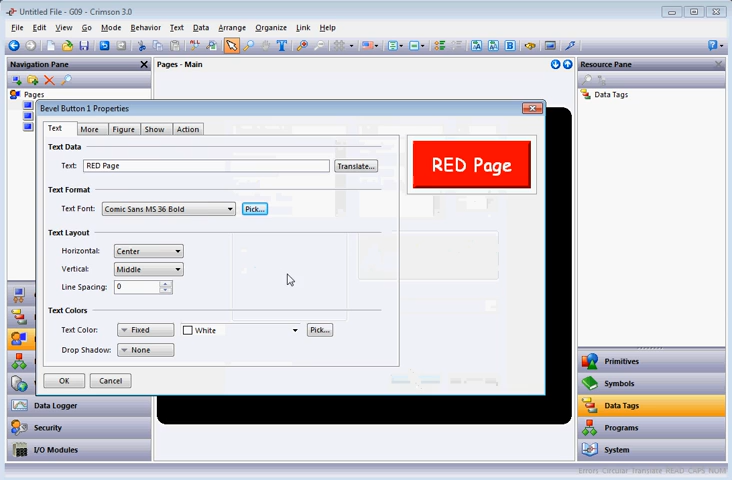 Untitled File - G09 - Crimson 3.0
File Edit View Go Mode Behavior Text Data Arrange Organize Link Help
Navigation Pane
Pages - Main
Resource Pane
Pages
Data Tags
Bevel Button 1 Properties
Text More Figure Show Action
Text Data
Text: RED Page Translate...
RED Page
Text Format
Text Font: Comic Sans MS 36 Bold Pick...
Text Layout
Horizontal: Center
Vertical: Middle
Line Spacing: 0
Text Colors
Text Color: Fixed White Pick...
Drop Shadow: None
OK Cancel
Primitives
Symbols
Data Logger
Data Tags
Security
Programs
I/O Modules
System
Errors Circular Translate READ CAPS NUM